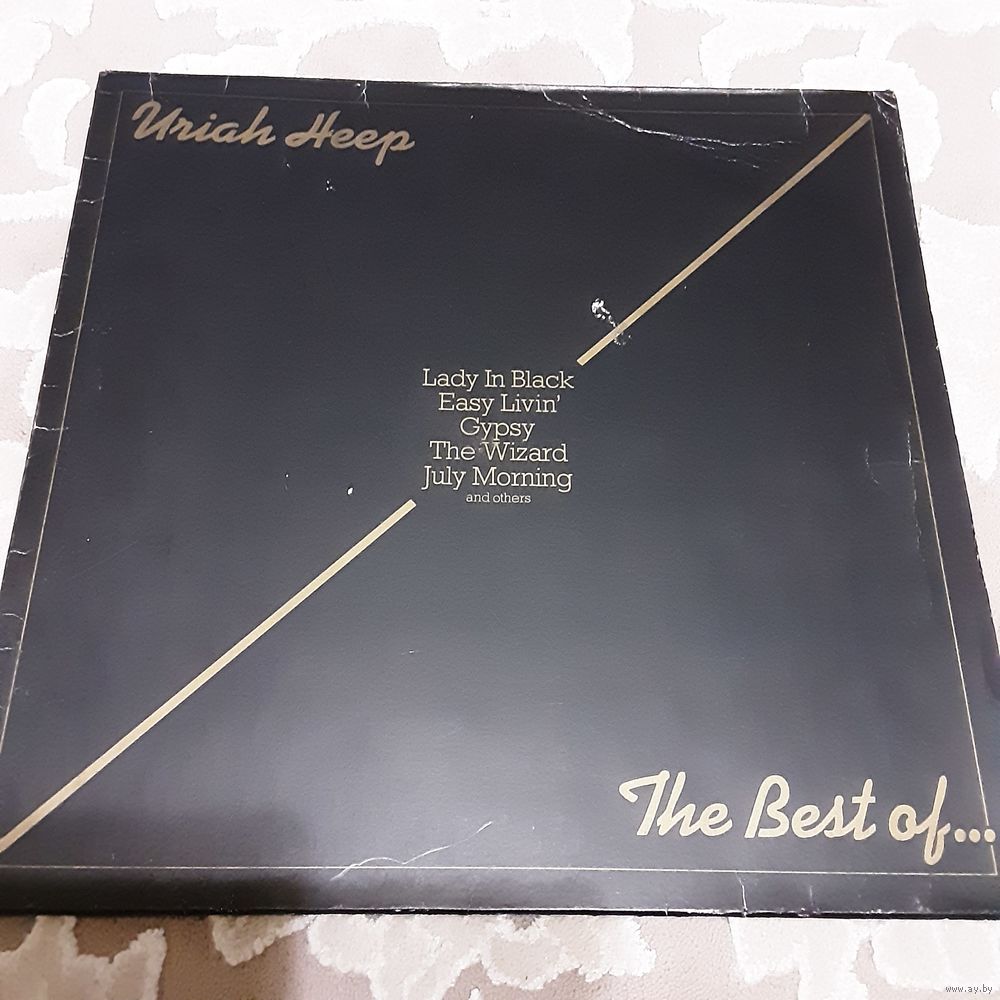 Uriah Heep
Lady In Black
Easy Livin'
Gypsy
The Wizard
July Morning
and others
The Best of...
www.ay.by